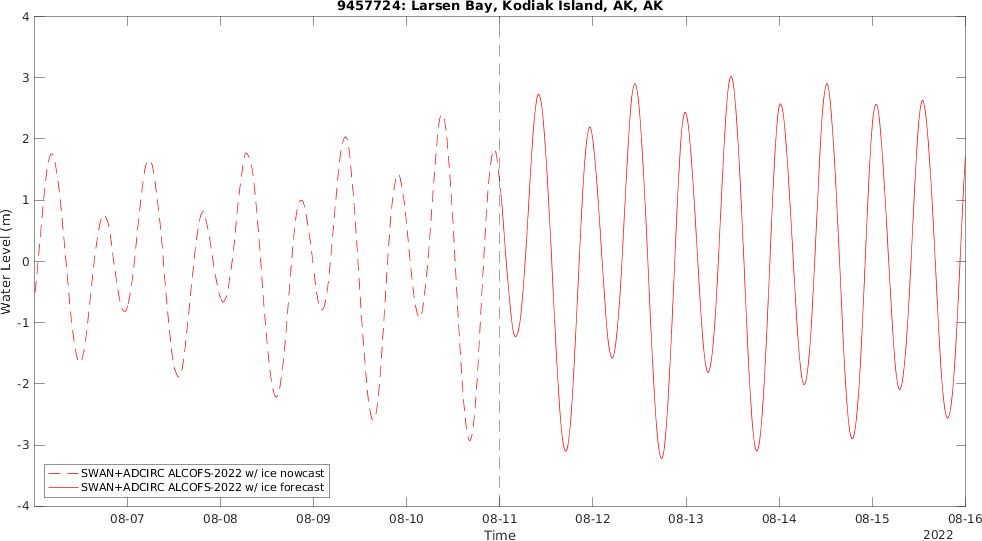 9457724: Larsen Bay, Kodiak Island, AK, AK
4
3
2
1
0
-1
-2
-3
-4
Water Level (m)
SWAN+ADCIRC ALCOFS-2022 w/ ice nowcast
SWAN+ADCIRC ALCOFS-2022 w/ ice forecast
08-07 08-08 08-09 08-10 08-11 08-12 08-13 08-14 08-15 08-16
Time
2022